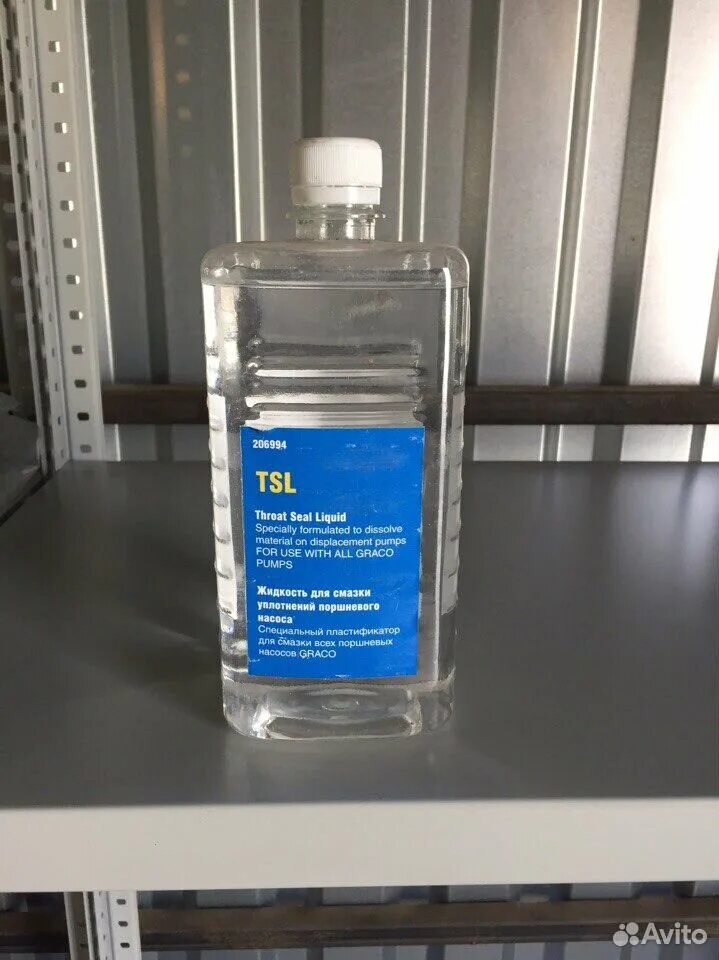 206994
TSL
Throat Seal Liquid
Specially formulated to dissolve
material on displacement pumps
FOR USE WITH ALL GRACO
PUMPS
Жидкость для смазки
уплотнений поршневого
насоса
Специальный пластификатор
для смазки всех поршневых
насосов GRACO
Avito